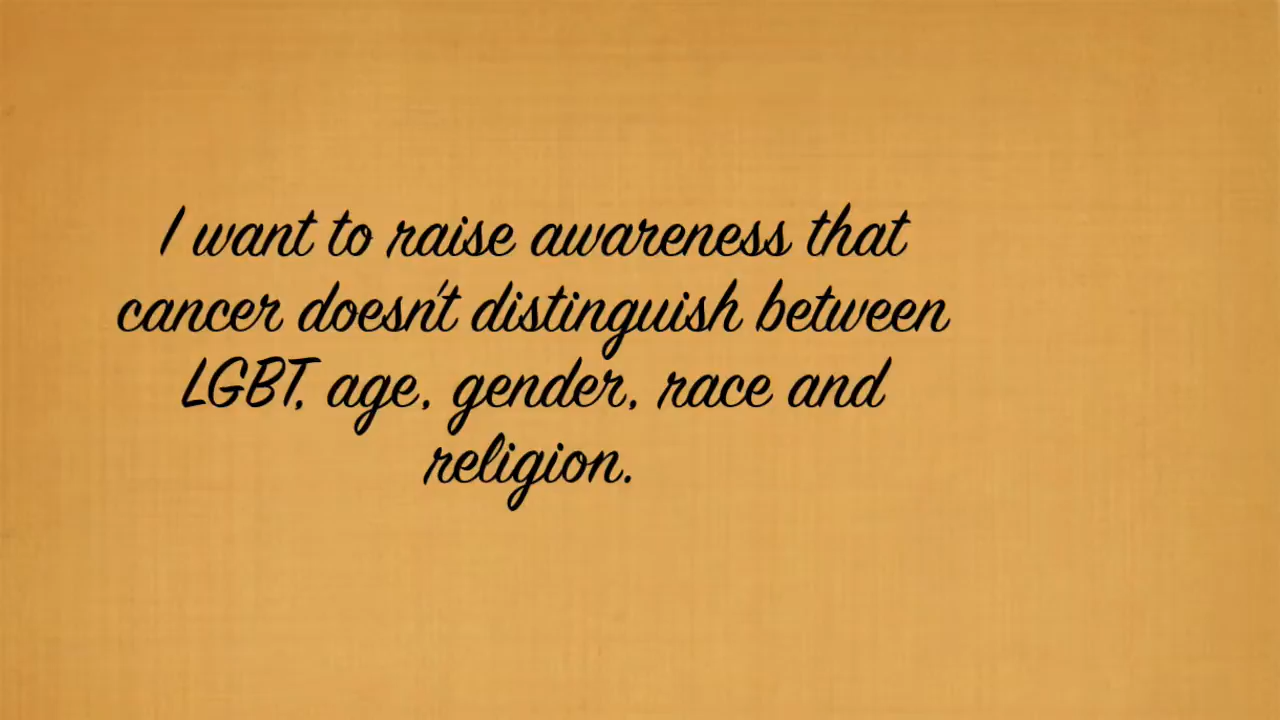 I want to raise awareness that
cancer doesn't distinguish between
LGBT, age, gender, race and
religion.